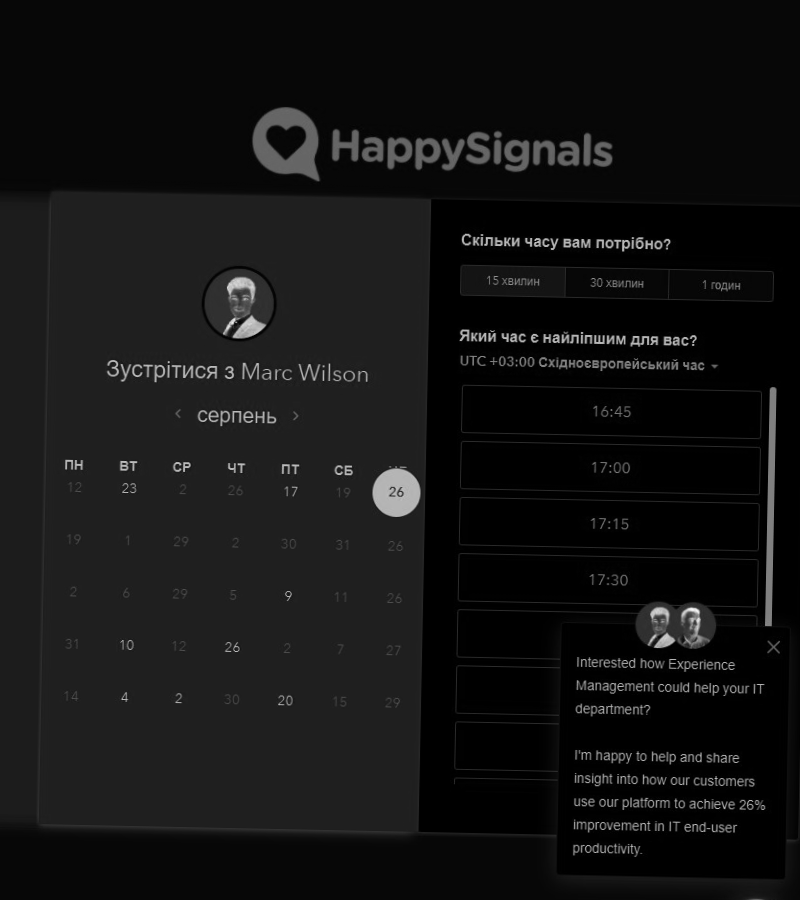 HappySignals
Зустрітися з Marc Wilson
серпень
ПН ВТ СР ЧТ ПТ СБ
12 23 2 26 17 19 26
19 1 29 2 30 31 26
2 6 29 5 9 11 26
31 10 12 26 2 7 27
14 4 2 30 20 15 29
Скільки часу вам потрібно?
15 хвилин 30 хвилин 1 годин
Який час є найліпшим для вас?
UTC +03:00 Східноєвропейський час
16:45
17:00
17:15
17:30
Interested how Experience
Management could help your IT
department?
I'm happy to help and share
insight into how our customers
use our platform to achieve 26%
improvement in IT end-user
productivity.